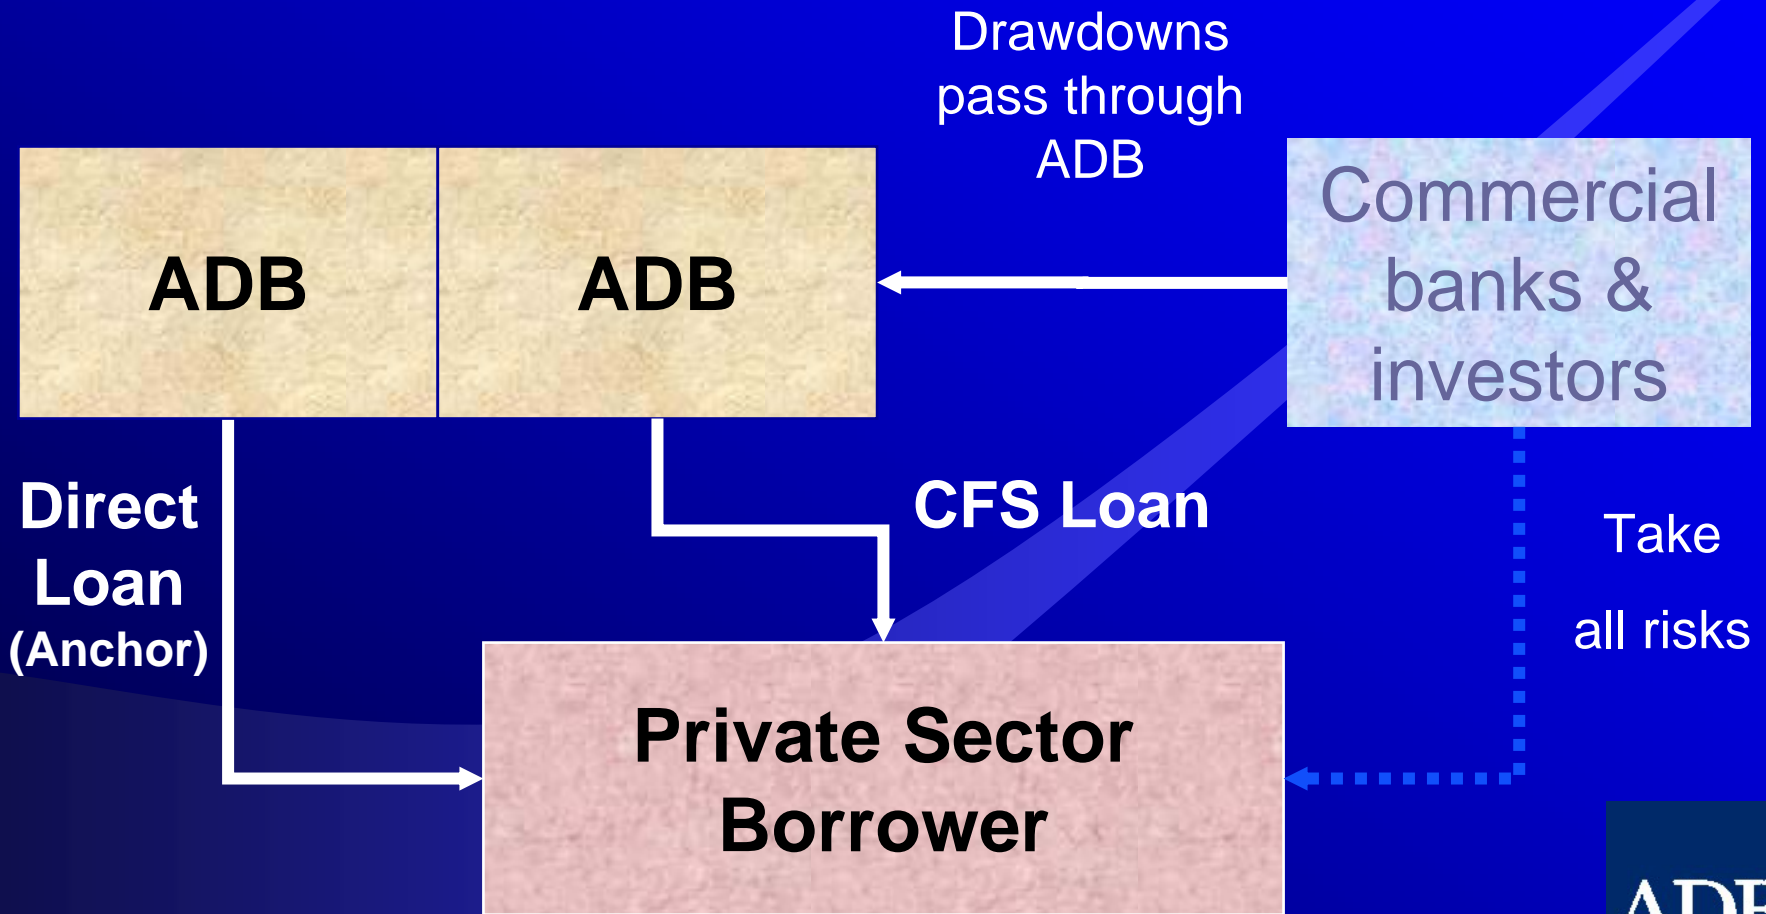 Drawdowns
pass through
ADB
ADB
ADB
Commercial
banks &
investors
Direct
Loan
(Anchor)
CFS Loan
Take
all risks
Private Sector
Borrower
ADB